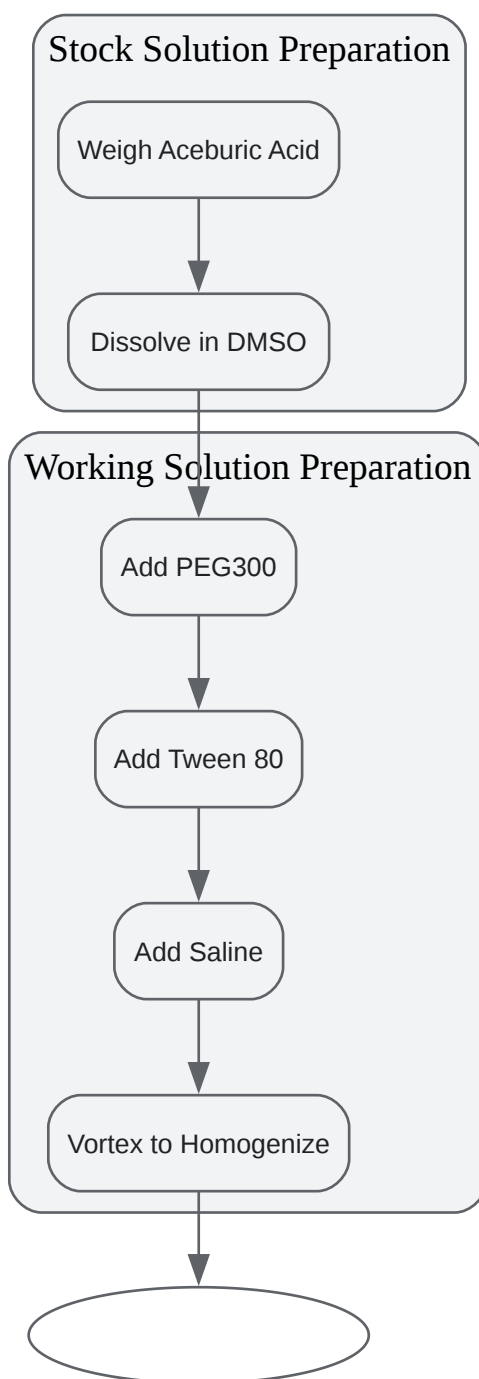 Stock Solution Preparation
Weigh Aceburic Acid
Dissolve in DMSO
Working Solution Preparation
Add PEG300
Add Tween 80
Add Saline
Vortex to Homogenize